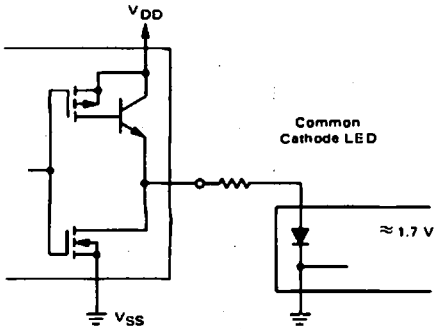 VDD
Common
Cathode LED
≈ 1.7 V
VSS